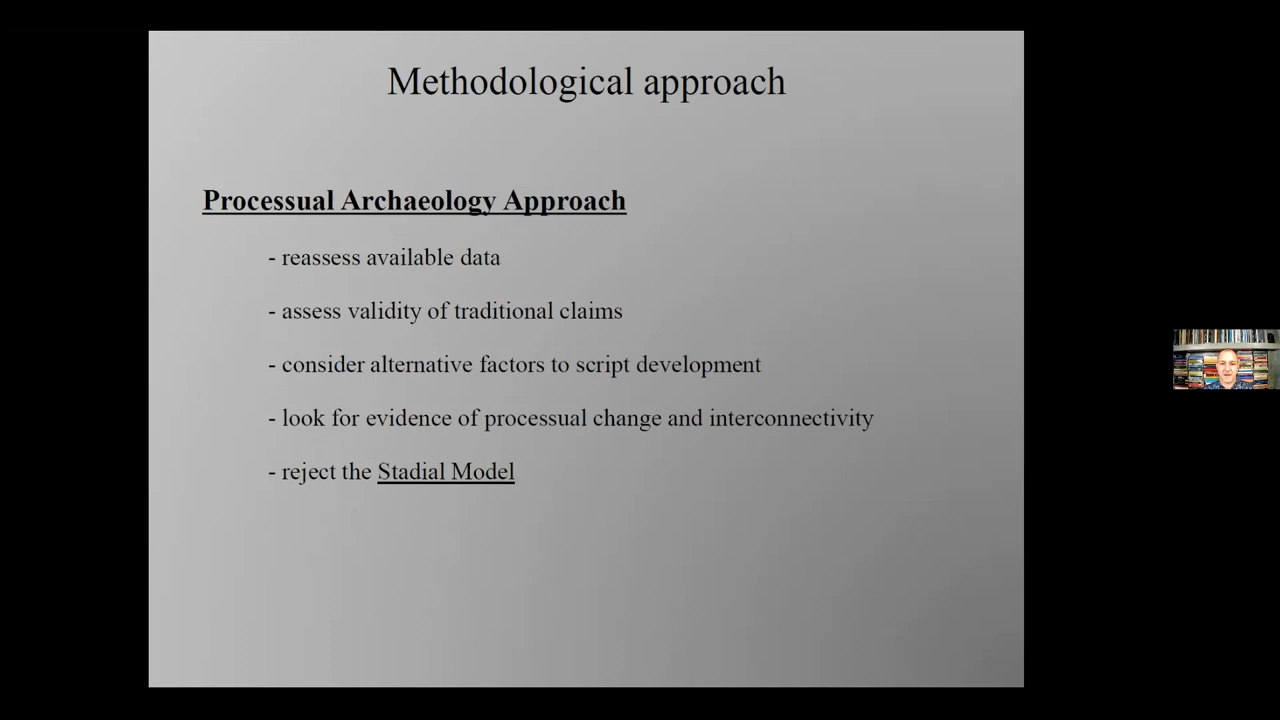 Methodological approach
Processual Archaeology Approach
- reassess available data
- assess validity of traditional claims
- consider alternative factors to script development
- look for evidence of processual change and interconnectivity
- reject the Stadial Model